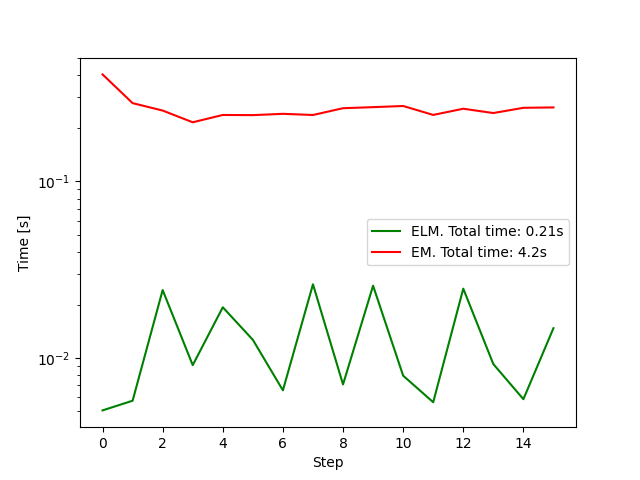 Time [s]
10⁻¹
10⁻²
ELM. Total time: 0.21s
EM. Total time: 4.2s
0 2 4 6 8 10 12 14
Step